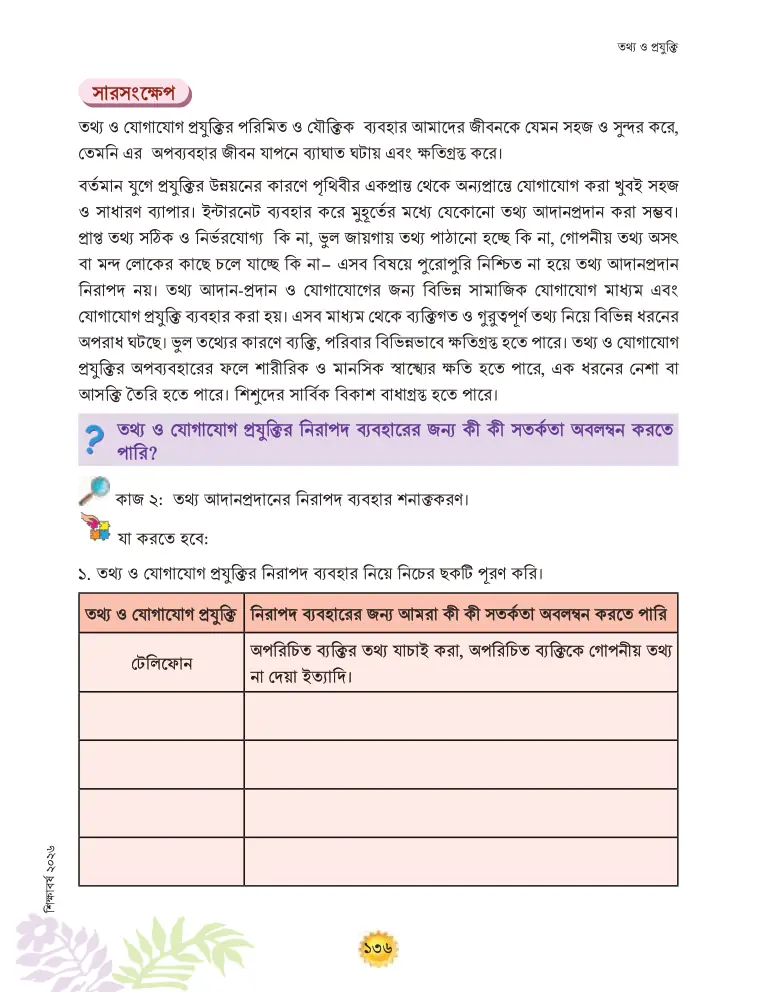 তথ্য ও প্রযুক্তি
সারসংক্ষেপ
তথ্য ও যোগাযোগ প্রযুক্তির পরিমিত ও যৌক্তিক ব্যবহার আমাদের জীবনকে যেমন সহজ ও সুন্দর করে,
তেমনি এর অপব্যবহার জীবন যাপনে ব্যাঘাত ঘটায় এবং ক্ষতিগ্রস্ত করে।
বর্তমান যুগে প্রযুক্তির উন্নয়নের কারণে পৃথিবীর একপ্রান্ত থেকে অন্যপ্রান্তে যোগাযোগ করা খুবই সহজ
ও সাধারণ ব্যাপার। ইন্টারনেট ব্যবহার করে মুহূর্তের মধ্যে যেকোনো তথ্য আদানপ্রদান করা সম্ভব।
প্রাপ্ত তথ্য সঠিক ও নির্ভরযোগ্য কি না, ভুল জায়গায় তথ্য পাঠানো হচ্ছে কি না, গোপনীয় তথ্য অসৎ
বা মন্দ লোকের কাছে চলে যাচ্ছে কি না– এসব বিষয়ে পুরোপুরি নিশ্চিত না হয়ে তথ্য আদানপ্রদান
নিরাপদ নয়। তথ্য আদান-প্রদান ও যোগাযোগের জন্য বিভিন্ন সামাজিক যোগাযোগ মাধ্যম এবং
যোগাযোগ প্রযুক্তি ব্যবহার করা হয়। এসব মাধ্যম থেকে ব্যক্তিগত ও গুরুত্বপূর্ণ তথ্য নিয়ে বিভিন্ন ধরনের
অপরাধ ঘটছে। ভুল তথ্যের কারণে ব্যক্তি, পরিবার বিভিন্নভাবে ক্ষতিগ্রস্ত হতে পারে। তথ্য ও যোগাযোগ
প্রযুক্তির অপব্যবহারের ফলে শারীরিক ও মানসিক স্বাস্থ্যের ক্ষতি হতে পারে, এক ধরনের নেশা বা
আসক্তি তৈরি হতে পারে। শিশুদের সার্বিক বিকাশ বাধাগ্রস্ত হতে পারে।
? তথ্য ও যোগাযোগ প্রযুক্তির নিরাপদ ব্যবহারের জন্য কী কী সতর্কতা অবলম্বন করতে
পারি?
কাজ ২: তথ্য আদানপ্রদানের নিরাপদ ব্যবহার শনাক্তকরণ।
যা করতে হবে:
১. তথ্য ও যোগাযোগ প্রযুক্তির নিরাপদ ব্যবহার নিয়ে নিচের ছকটি পূরণ করি।
তথ্য ও যোগাযোগ প্রযুক্তি নিরাপদ ব্যবহারের জন্য আমরা কী কী সতর্কতা অবলম্বন করতে পারি
টেলিফোন
অপরিচিত ব্যক্তির তথ্য যাচাই করা, অপরিচিত ব্যক্তিকে গোপনীয় তথ্য
না দেয়া ইত্যাদি।
শিক্ষাবর্ষ ২০২৬
১৩৬